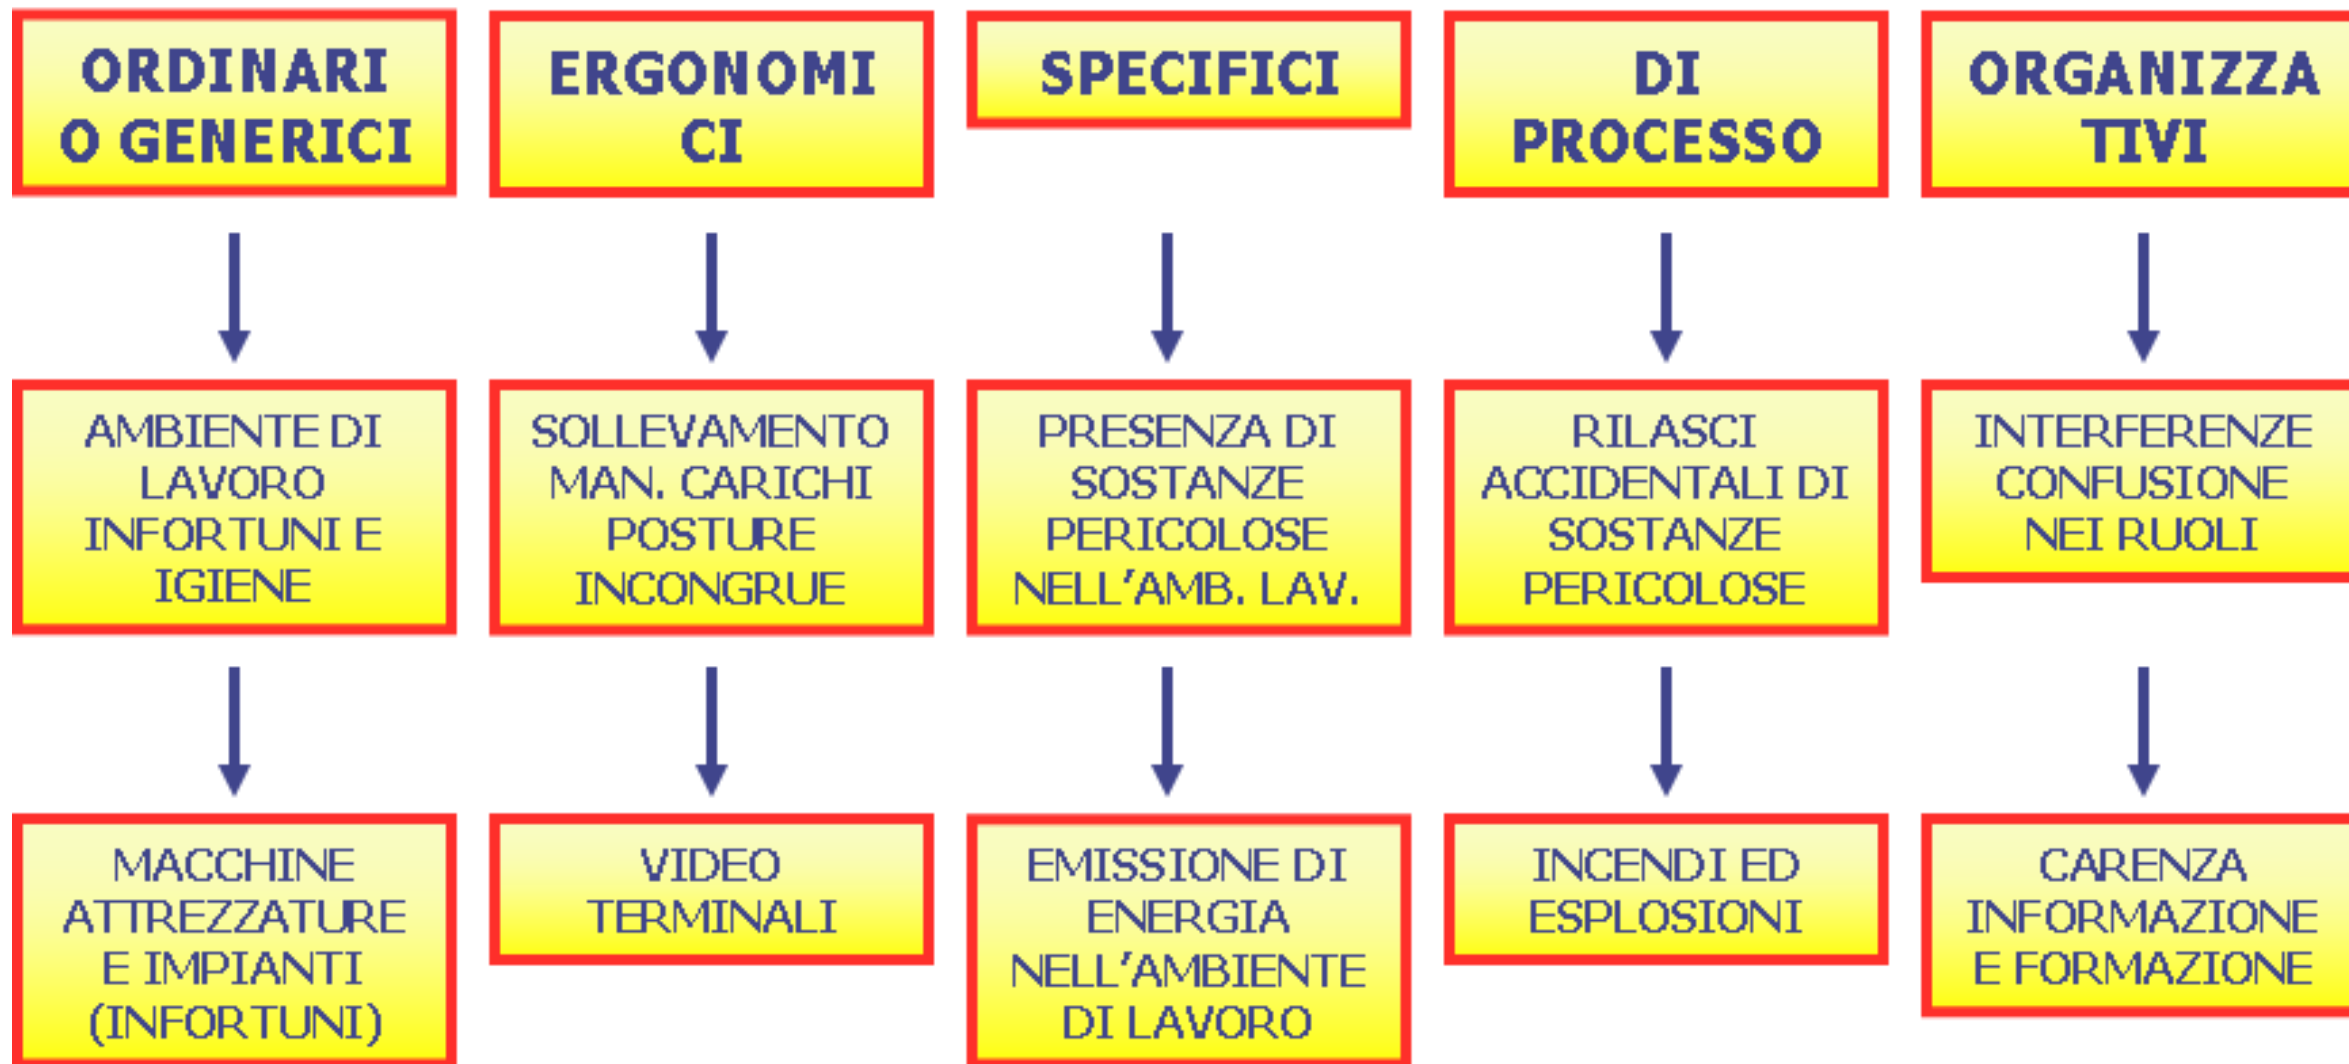 ORDINARI
O GENERICI
ERGONOMI
CI
SPECIFICI
DI
PROCESSO
ORGANIZZA
TIVI
AMBIENTE DI
LAVORO
INFORTUNI E
IGIENE
SOLLEVAMENTO
MAN. CARICHI
POSTURE
INCONGRUE
PRESENZA DI
SOSTANZE
PERICOLOSE
NELL'AMB. LAV.
RILASCI
ACCIDENTALI DI
SOSTANZE
PERICOLOSE
INTERFERENZE
CONFUSIONE
NEI RUOLI
MACCHINE
ATTREZZATURE
E IMPIANTI
(INFORTUNI)
VIDEO
TERMINALI
EMISSIONE DI
ENERGIA
NELL'AMBIENTE
DI LAVORO
INCENDI ED
ESPLOSIONI
CARENZA
INFORMAZIONE
E FORMAZIONE